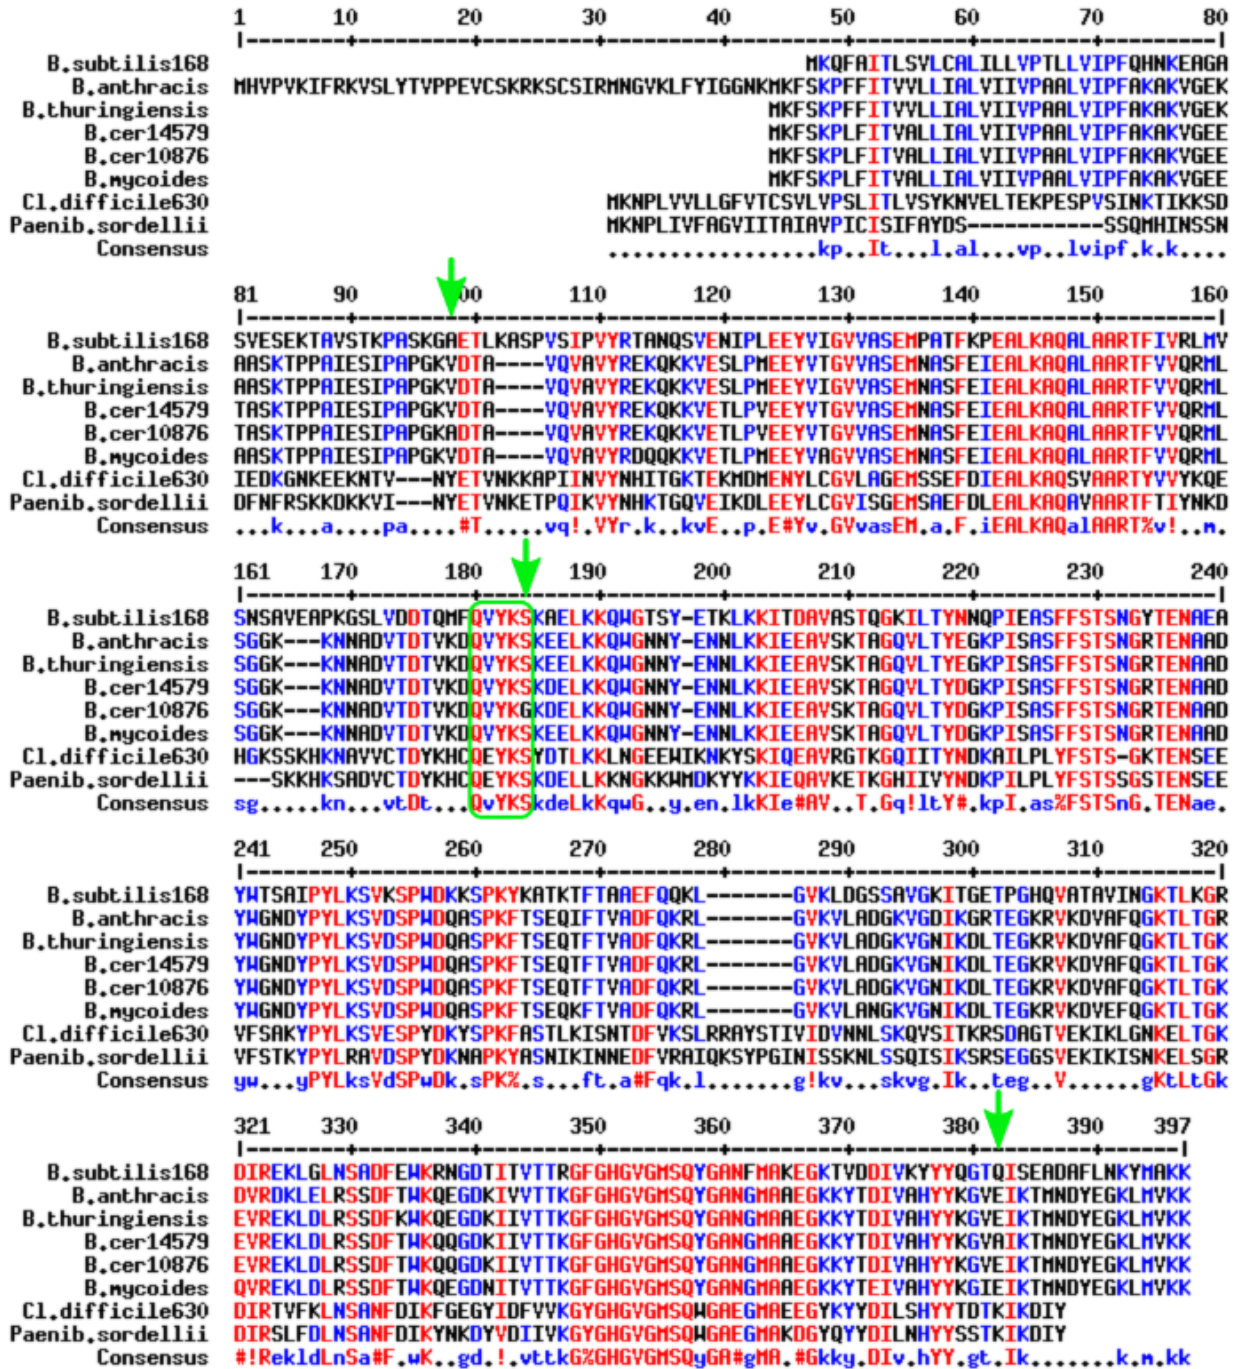 1 10 20 30 40 50 60 70 80
|--------+---------+---------+---------+---------+---------+---------+---------|
B.subtilis168 MKQFAITLSVLCALILLVPTLLVIPFQHNKEAGA
B.anthracis MHVPVKIFRKVSLYTVPPEVCSKRKSCSIRMNGVKLFYIGGNKMKFSKPFFITVVLLIALVIIVPAALVIPFAKAKVGEK
B.thuringiensis MKFSKPFFITVVLLIALVIIVPAALVIPFAKAKVGEK
B.cer14579 MKFSKPLFITVALLIALVIIVPAALVIPFAKAKVGEE
B.cer10876 MKFSKPLFITVALLIALVIIVPAALVIPFAKAKVGEE
B.mycoides MKFSKPLFITVALLIALVIIVPAALVIPFAKAKVGEE
Cl.difficile630 MKNPLVVLLGFVTCSVLVPSLITLVSYKNVELTEKPESPVSINKTIKKSD
Paenib.sordellii MKNPLIVFAGVIITAIAVPICISIFAYDS-----------SSQMHINSSN
Consensus .................kp..It...l.al...vp..lvipf.k.k....
81 90 100 110 120 130 140 150 160
|--------+---------+---------+---------+---------+---------+---------+---------|
B.subtilis168 SVESEKTAVSTKPASKGAETLKASPVSIPVYRTANQSVENIPLEEYVIGVVASEMPATFKPEALKAQALAARTFIVRLMV
B.anthracis AASKTPPAIESIPAPGKVDTA----VQVAVYREKQKKVESLPMEEYVTGVVASEMNASFEIEALKAQALAARTFVVQRML
B.thuringiensis AASKTPPAIESIPAPGKVDTA----VQVAVYREKQKKVESLPMEEYVTGVVASEMNASFEIEALKAQALAARTFVVQRML
B.cer14579 TASKTPPAIESIPAPGKVDTA----VQVAVYREKQKKVETLPVEEYVTGVVASEMNASFEIEALKAQSLAARTFVVQRML
B.cer10876 TASKTPPAIESIPAPGKADTA----VQVAVYREKQKKVETLPVEEYVTGVVASEMNASFEIEALKAQALAARTFVVQRML
B.mycoides AASKTPPAIESIPAPGKVDTA----VQVAVYRDQQKKVETLPMEEYVAGVVASEMNASFEIEALKAQALAARTFVVQRML
Cl.difficile630 IEDKGNKEEKNTV---NYETVNKKAPIINVYNHITGKTEKMDMENYLCGVLAGEMSSEFDIEALKAQSVAARTYVVYKQE
Paenib.sordellii DFNFRSKKDKKVI---NYETVNKETPQIKVYNHKTGQVEIKDLEEYLCGVISGEMSAEFDLEALKAQAVAARTFTIYNKD
Consensus ...k...a....pa....#T.....vq!.VYr.k..kvE..p.E#Yv.GVvasEM.a.F.iEALKAQalAART%v!..m.
161 170 180 190 200 210 220 230 240
|--------+---------+---------+---------+---------+---------+---------+---------|
B.subtilis168 SNSAVEAPKGSLVDDTQMFQVYKSKAELKKQWGTSY-ETKLKKITDAVASTQGKILTYNNQPIEASFFSTSNGYTENAEA
B.anthracis SGGK---KNNADVTDTVKDQVYKSKEELKKQWGNNY-ENNLKKIEEAVSKTAGQVLTYEGKPISASFFSTSNGRTENAAD
B.thuringiensis SGGK---KNNADVTDTVKDQVYKSKEELKKQWGNNY-ENNLKKIEEAVSKTAGQVLTYEGKPISASFFSTSNGRTENAAD
B.cer14579 SGGK---KNNADVTDTVKDQVYKSKDELKKQWGNNY-ENNLKKIEEAVSKTAGQVLTYDGKPISASFFSTSNGRTENAAD
B.cer10876 SGGK---KNNADVTDTVKDQVYKGKDELKKQWGNNY-ENNLKKIEEAVSKTAGQVLTYDGKPISASFFSTSNGRTENAAD
B.mycoides SGGK---KNNADVTDTVKDQVYKSKEELKKQWGNNY-ENNLKKIEEAVSKTAGQVLTYDGKPISASFFSTSNGRTENAAD
Cl.difficile630 HGKSSKHKNAVVCTDYKHCQEYKSYDTLKKLNGEEWIKNKYSKIQEAVRGTKGQIITYNDKAILPLYFSTS-GKTENSEE
Paenib.sordellii ---SKKHKSADVCTDYKHCQEYKSKDELLKKNGKKWMDKYYKKIEQAVKETKGHIIVYNDKPILPLYFSTSSGSTENSEE
Consensus sg.....kn...vtDt...QvYKSkdeLkKqwG..y.en.lkKIe#AV..T.Gq!ltY#.kpI.as%FSTSnG.TENae.
241 250 260 270 280 290 300 310 320
|--------+---------+---------+---------+---------+---------+---------+---------|
B.subtilis168 YWTSAIPYLKSVKSPWDKKSPKYKATKTFTAAEFQQKL-------GVKLDGSSAVGKITGETPGHQVATAVINGKTLKGR
B.anthracis YWGNDYPYLKSVDSPWDQASPKFTSEQIFTVADFQKRL-------GVKVLADGKVGDIKGRTEGKRVKDVAFQGKTLTGR
B.thuringiensis YWGNDYPYLKSVDSPWDQASPKFTSEQTFTVADFQKRL-------GVKVLADGKVGNIKDLTEGKRVKDVAFQGKTLTGK
B.cer14579 YWGNDYPYLKSVDSPWDQASPKFTSEQTFTVADFQKRL-------GVKVLADGKVGNIKDLTEGKRVKDVAFQGKTLTGK
B.cer10876 YWGNDYPYLKSVDSPWDQASPKFTSEQTFTVADFQKRL-------GVKVLADGKVGNIKDLTEGKRVKDVAFQGKTLTGK
B.mycoides YWGNDYPYLKSVDSPWDQASPKFTSEQKFTVADFQKRL-------GVKVLANGKVGNIKDLTEGKRVKDVEFQGKTLTGK
Cl.difficile630 VFSAKYPYLKSVESPYDKYSPKFASTLKISNTDFVKSLRRAYSTIVIDVNNLSKQVSITKRSDAGTVEKIKLGNKELTGK
Paenib.sordellii VFSTKYPYLRAVDSPYDKNAPKYASNIKINNEDFVRAIQKSYPGINISSKNLSSQISIKSRSEGGSVEKIKISNKELSGR
Consensus yw...yPYLksVdSPwDk.sPK%.s...ft.a#Fqk.l.......g!kv...skvg.Ik..teg..V......gKtLtGk
321 330 340 350 360 370 380 390 397
|--------+---------+---------+---------+---------+---------+---------+------|
B.subtilis168 DIREKLGLNSADFEWKRNGDTITVTTRGFGHGVGMSQYGANFMAKEGKTVDDIVKYYYQGTQISEADAFLNKYMAKK
B.anthracis DVRDKLELRSSDFTWKQEGDKIVVTTKGFGHGVGMSQYGANGMAAEGKKYTDIVAHYYKGVEIKTMNDYEGKLMVKK
B.thuringiensis EVREKLDLRSSDFKWKQEGDKIIVTTKGFGHGVGMSQYGANGMAAEGKKYTDIVAHYYKGVEIKTMNDYEGKLMVKK
B.cer14579 EVREKLDLRSSDFTWKQQGDKIIVTTKGFGHGVGMSQYGANGMAAEGKKYTDIVAHYYKGVAIKTMNDYEGKLMVKK
B.cer10876 EVREKLDLRSSDFTWKQQGDKIIVTTKGFGHGVGMSQYGANGMAAEGKKYTDIVAHYYKGVEIKTMNDYEGKLMVKK
B.mycoides QVREKLDLRSSDFTWKQEGDNITVTTKGFGHGVGMSQYGANGMAAEGKKYTEIVAHYYKGIEIKTMNDYEGKLMVKK
Cl.difficile630 DIRTVFKLNSANFDIKFGEGYIDFVVKGYGHGVGMSQWGAEGMAEEGYKYYDILSHYYTDTKIKDIY
Paenib.sordellii DIRSLFDLNSANFDIKYNKDYVDIIVKGYGHGVGMSQWGAEGMAKDGYQYYDILNHYYSSTKIKDIY
Consensus #!RekldLnSa#F.wK..gd.!.vttkG%GHGVGMSQyGA#gMA.#Gkky.DIv.hYY.gt.Ik......k.m.kk